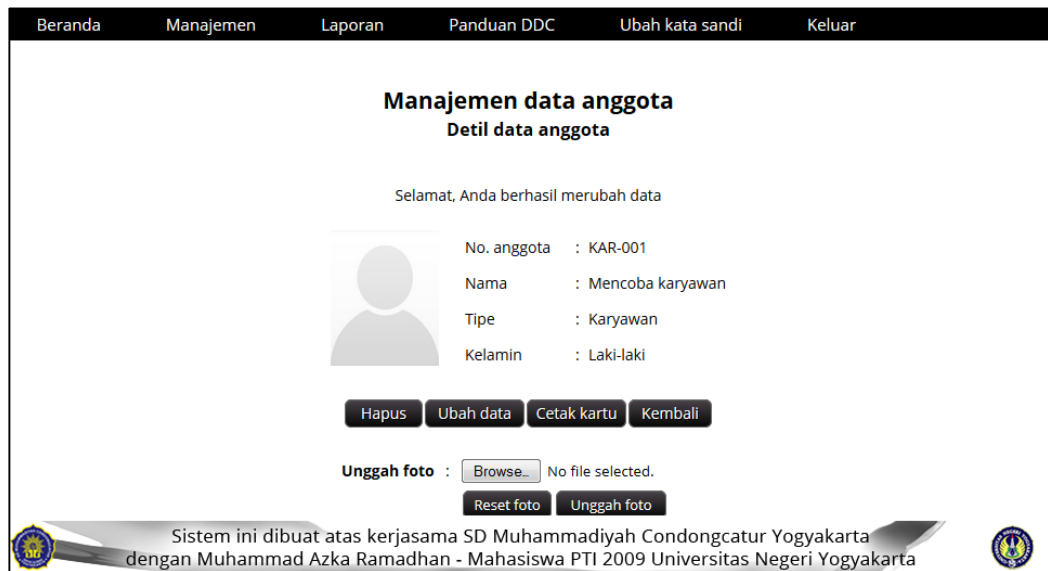 Beranda Manajemen Laporan Panduan DDC Ubah kata sandi Keluar
Manajemen data anggota
Detil data anggota
Selamat, Anda berhasil merubah data
No. anggota : KAR-001
Nama : Mencoba karyawan
Tipe : Karyawan
Kelamin : Laki-laki
Hapus Ubah data Cetak kartu Kembali
Unggah foto : Browse... No file selected.
Reset foto Unggah foto
Sistem ini dibuat atas kerjasama SD Muhammadiyah Condongcatur Yogyakarta
dengan Muhammad Azka Ramadhan - Mahasiswa PTI 2009 Universitas Negeri Yogyakarta